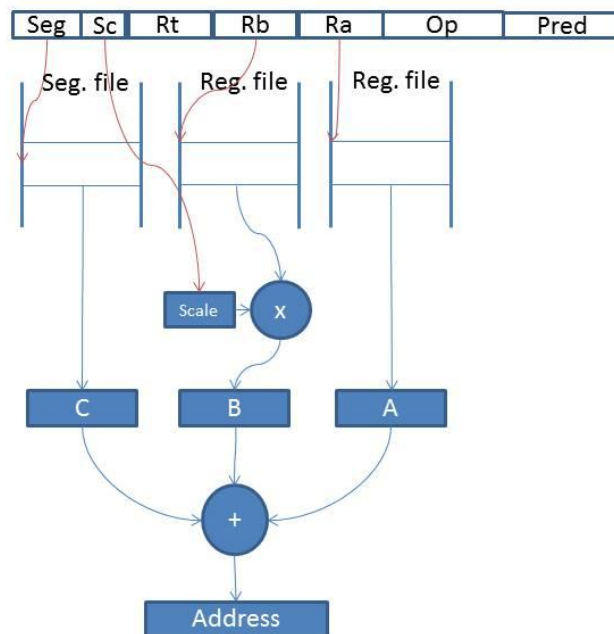 Seg Sc Rt Rb Ra Op Pred
Seg. file Reg. file Reg. file
Scale x
C B A
+
Address